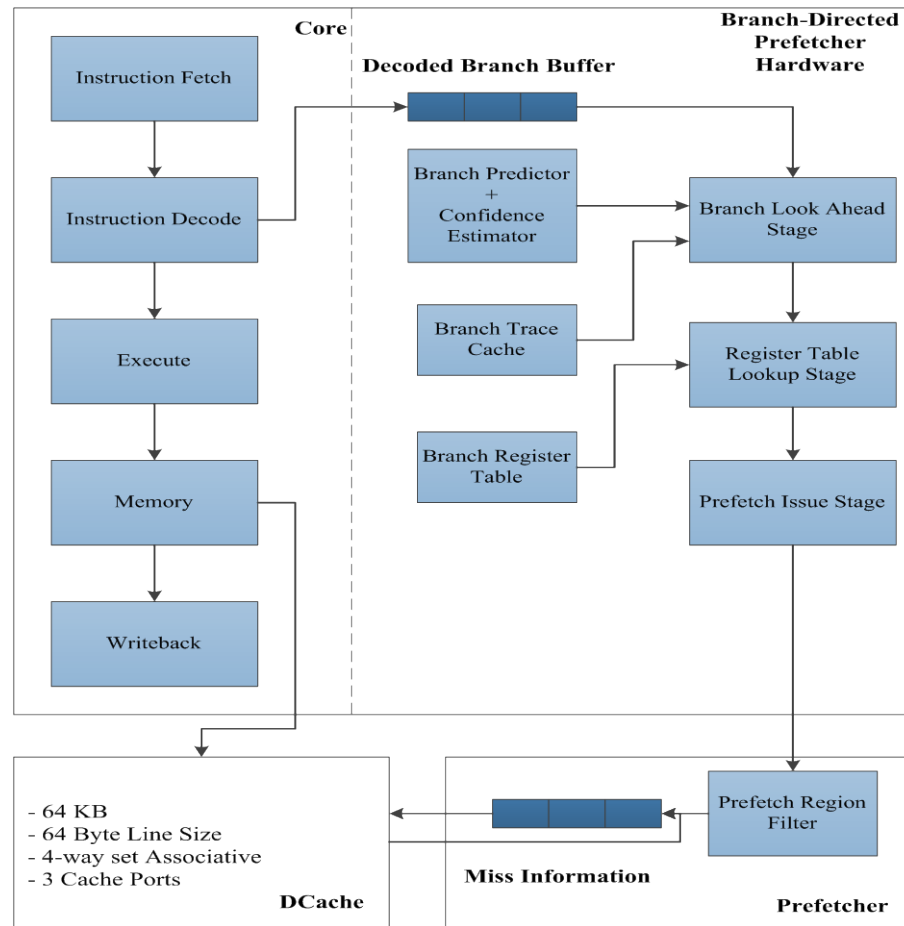 Core
Branch-Directed
Prefetcher
Hardware
Instruction Fetch
Instruction Decode
Execute
Memory
Writeback
Decoded Branch Buffer
Branch Predictor
+
Confidence
Estimator
Branch Trace
Cache
Branch Register
Table
Branch Look Ahead
Stage
Register Table
Lookup Stage
Prefetch Issue Stage
- 64 KB
- 64 Byte Line Size
- 4-way set Associative
- 3 Cache Ports
DCache
Prefetch Region
Filter
Miss Information
Prefetcher